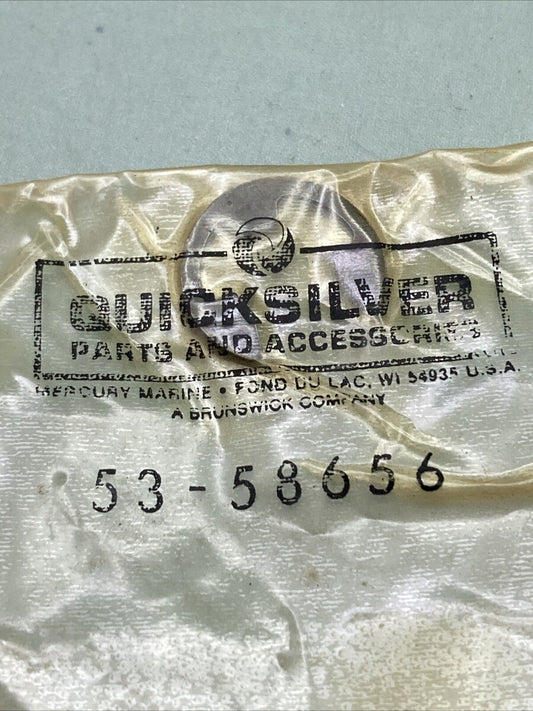 QUICKSILVER
PARTS AND ACCESSORIES
MERCURY MARINE • FOND DU LAC, WI 54935 U.S.A.
A BRUNSWICK COMPANY
53-58656